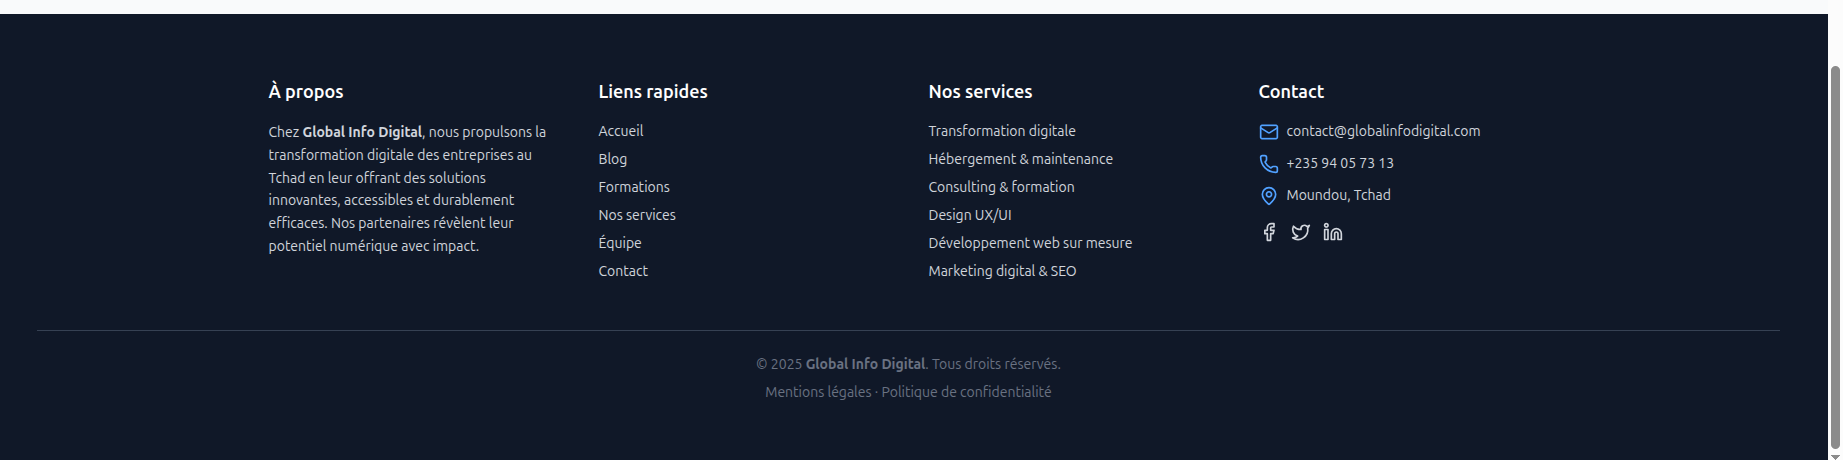 À propos
Chez Global Info Digital, nous propulsons la
transformation digitale des entreprises au
Tchad en leur offrant des solutions
innovantes, accessibles et durablement
efficaces. Nos partenaires révèlent leur
potentiel numérique avec impact.
Liens rapides
Accueil
Blog
Formations
Nos services
Équipe
Contact
Nos services
Transformation digitale
Hébergement & maintenance
Consulting & formation
Design UX/UI
Développement web sur mesure
Marketing digital & SEO
Contact
contact@globalinfodigital.com
+235 94 05 73 13
Moundou, Tchad
© 2025 Global Info Digital. Tous droits réservés.
Mentions légales · Politique de confidentialité